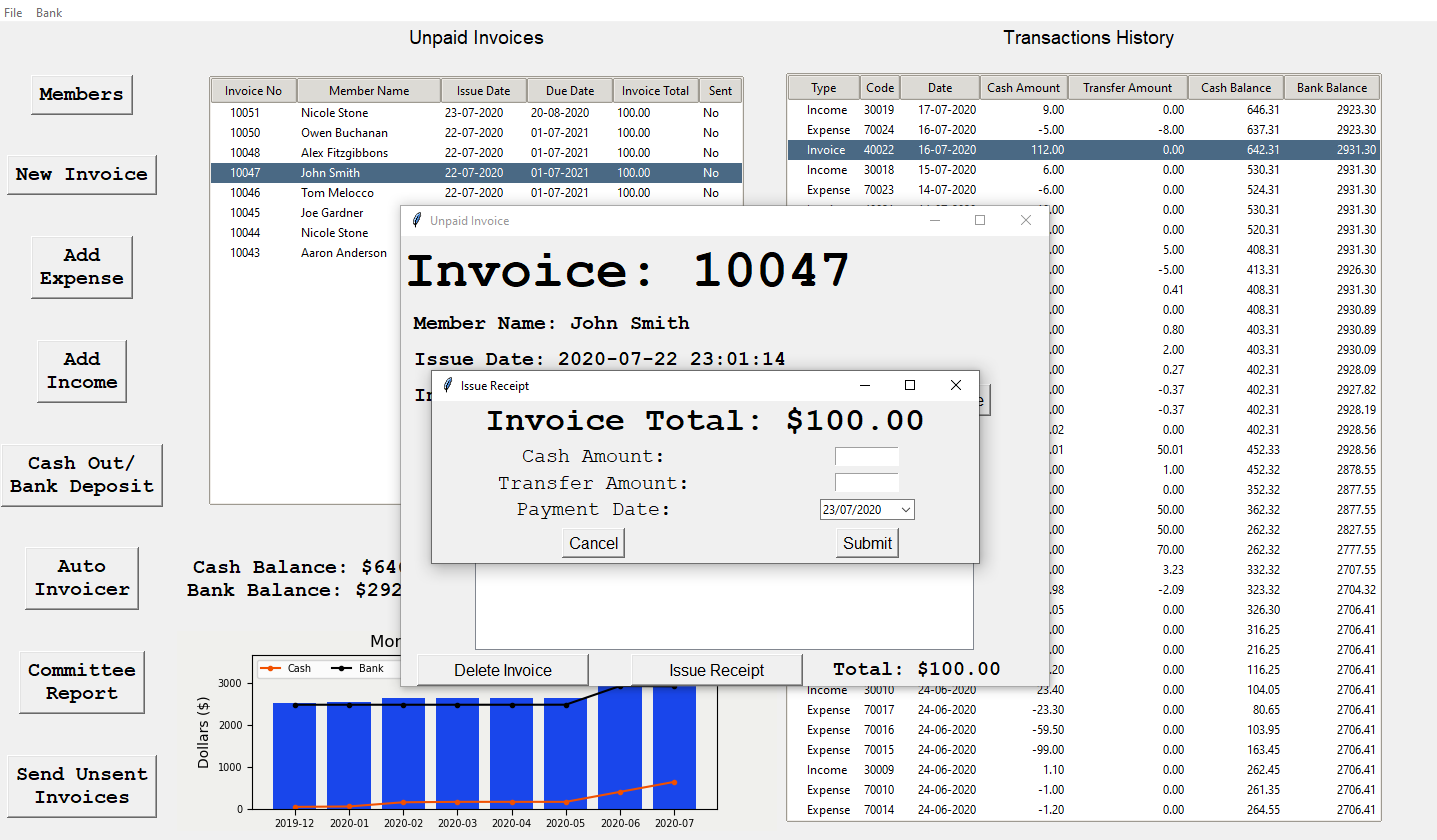 File Bank
Unpaid Invoices
Transactions History
Members
New Invoice
Add
Expense
Add
Income
Cash Out/
Bank Deposit
Auto
Invoicer
Committee
Report
Send Unsent
Invoices
Invoice No Member Name Issue Date Due Date Invoice Total Sent
10051 Nicole Stone 23-07-2020 20-08-2020 100.00 No
10050 Owen Buchanan 22-07-2020 01-07-2021 100.00 No
10048 Alex Fitzgibbons 22-07-2020 01-07-2021 100.00 No
10047 John Smith 22-07-2020 01-07-2021 100.00 No
10046 Tom Melocco 22-07-2020 01-07-2021 100.00 No
10045 Joe Gardner
10044 Nicole Stone
10043 Aaron Anderson
Cash Balance: $64
Bank Balance: $292
Unpaid Invoice
Invoice: 10047
Member Name: John Smith
Issue Date: 2020-07-22 23:01:14
Issue Receipt
Invoice Total: $100.00
Cash Amount:
Transfer Amount:
Payment Date: 23/07/2020
Cancel Submit
Delete Invoice Issue Receipt Total: $100.00
Type Code Date Cash Amount Transfer Amount Cash Balance Bank Balance
Income 30019 17-07-2020 9.00 0.00 646.31 2923.30
Expense 70024 16-07-2020 -5.00 -8.00 637.31 2923.30
Invoice 40022 16-07-2020 112.00 0.00 642.31 2931.30
Income 30018 15-07-2020 6.00 0.00 530.31 2931.30
Expense 70023 14-07-2020 -6.00 0.00 524.31 2931.30
.00 0.00 530.31 2931.30
.00 0.00 520.31 2931.30
.00 5.00 408.31 2931.30
.00 -5.00 413.31 2926.30
.00 0.41 408.31 2931.30
.00 0.00 408.31 2930.89
.00 0.80 403.31 2930.89
.00 2.00 403.31 2930.09
.00 0.27 402.31 2928.09
.00 -0.37 402.31 2927.82
.00 -0.37 402.31 2928.19
.02 0.00 402.31 2928.56
.01 50.01 452.33 2928.56
.00 1.00 452.32 2878.55
.00 0.00 352.32 2877.55
.00 50.00 362.32 2877.55
.00 50.00 262.32 2827.55
.00 70.00 262.32 2777.55
.00 3.23 332.32 2707.55
.98 -2.09 323.32 2704.32
.05 0.00 326.30 2706.41
.00 0.00 316.25 2706.41
.00 0.00 216.25 2706.41
.20 0.00 116.25 2706.41
Income 30010 24-06-2020 23.40 0.00 104.05 2706.41
Expense 70017 24-06-2020 -23.30 0.00 80.65 2706.41
Expense 70016 24-06-2020 -59.50 0.00 103.95 2706.41
Expense 70015 24-06-2020 -99.00 0.00 163.45 2706.41
Income 30009 24-06-2020 1.10 0.00 262.45 2706.41
Expense 70010 24-06-2020 -1.00 0.00 261.35 2706.41
Expense 70014 24-06-2020 -1.20 0.00 264.55 2706.41
Mon
Cash Bank
Dollars ($)
3000
2000
1000
0
2019-12 2020-01 2020-02 2020-03 2020-04 2020-05 2020-06 2020-07